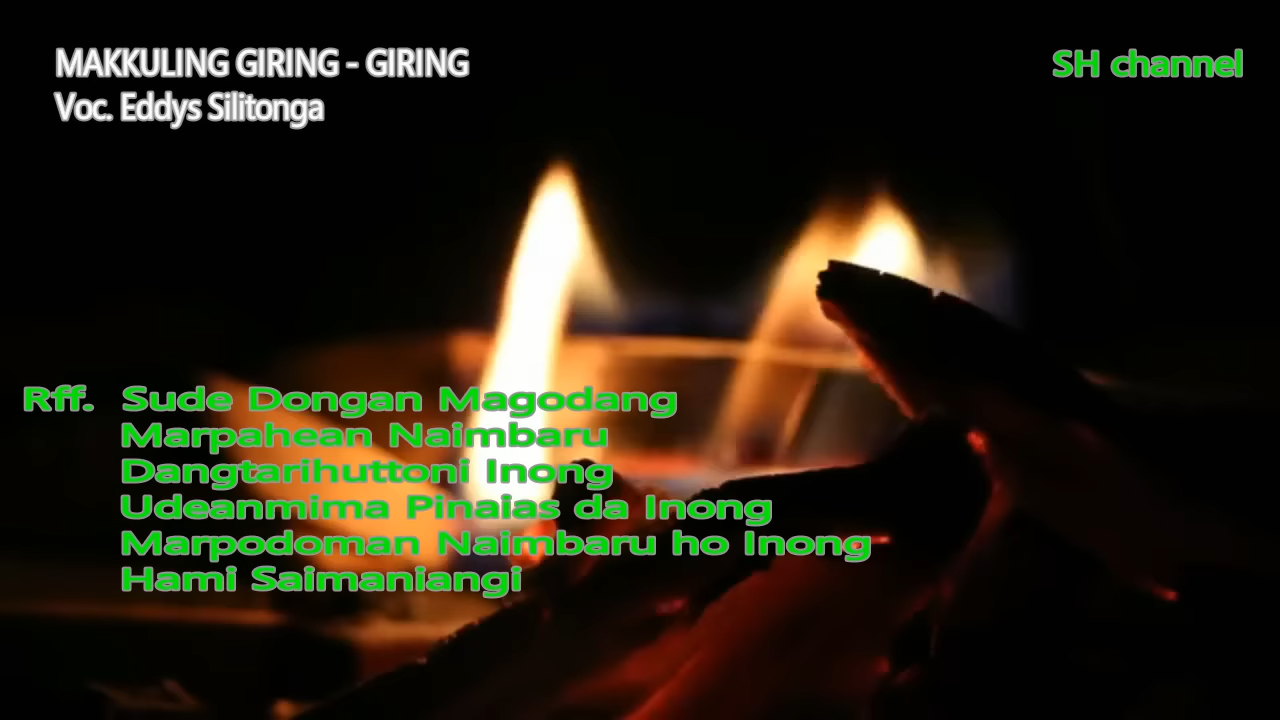 MAKKULING GIRING - GIRING
SH channel
Voc. Eddys Silitonga
Rff. Sude Dongan Magodang
Marpahean Naimbaru
Dangtarihuttoni Inong
Udeanmima Pinaias da Inong
Marpodoman Naimbaru ho Inong
Hami Saimaniangi